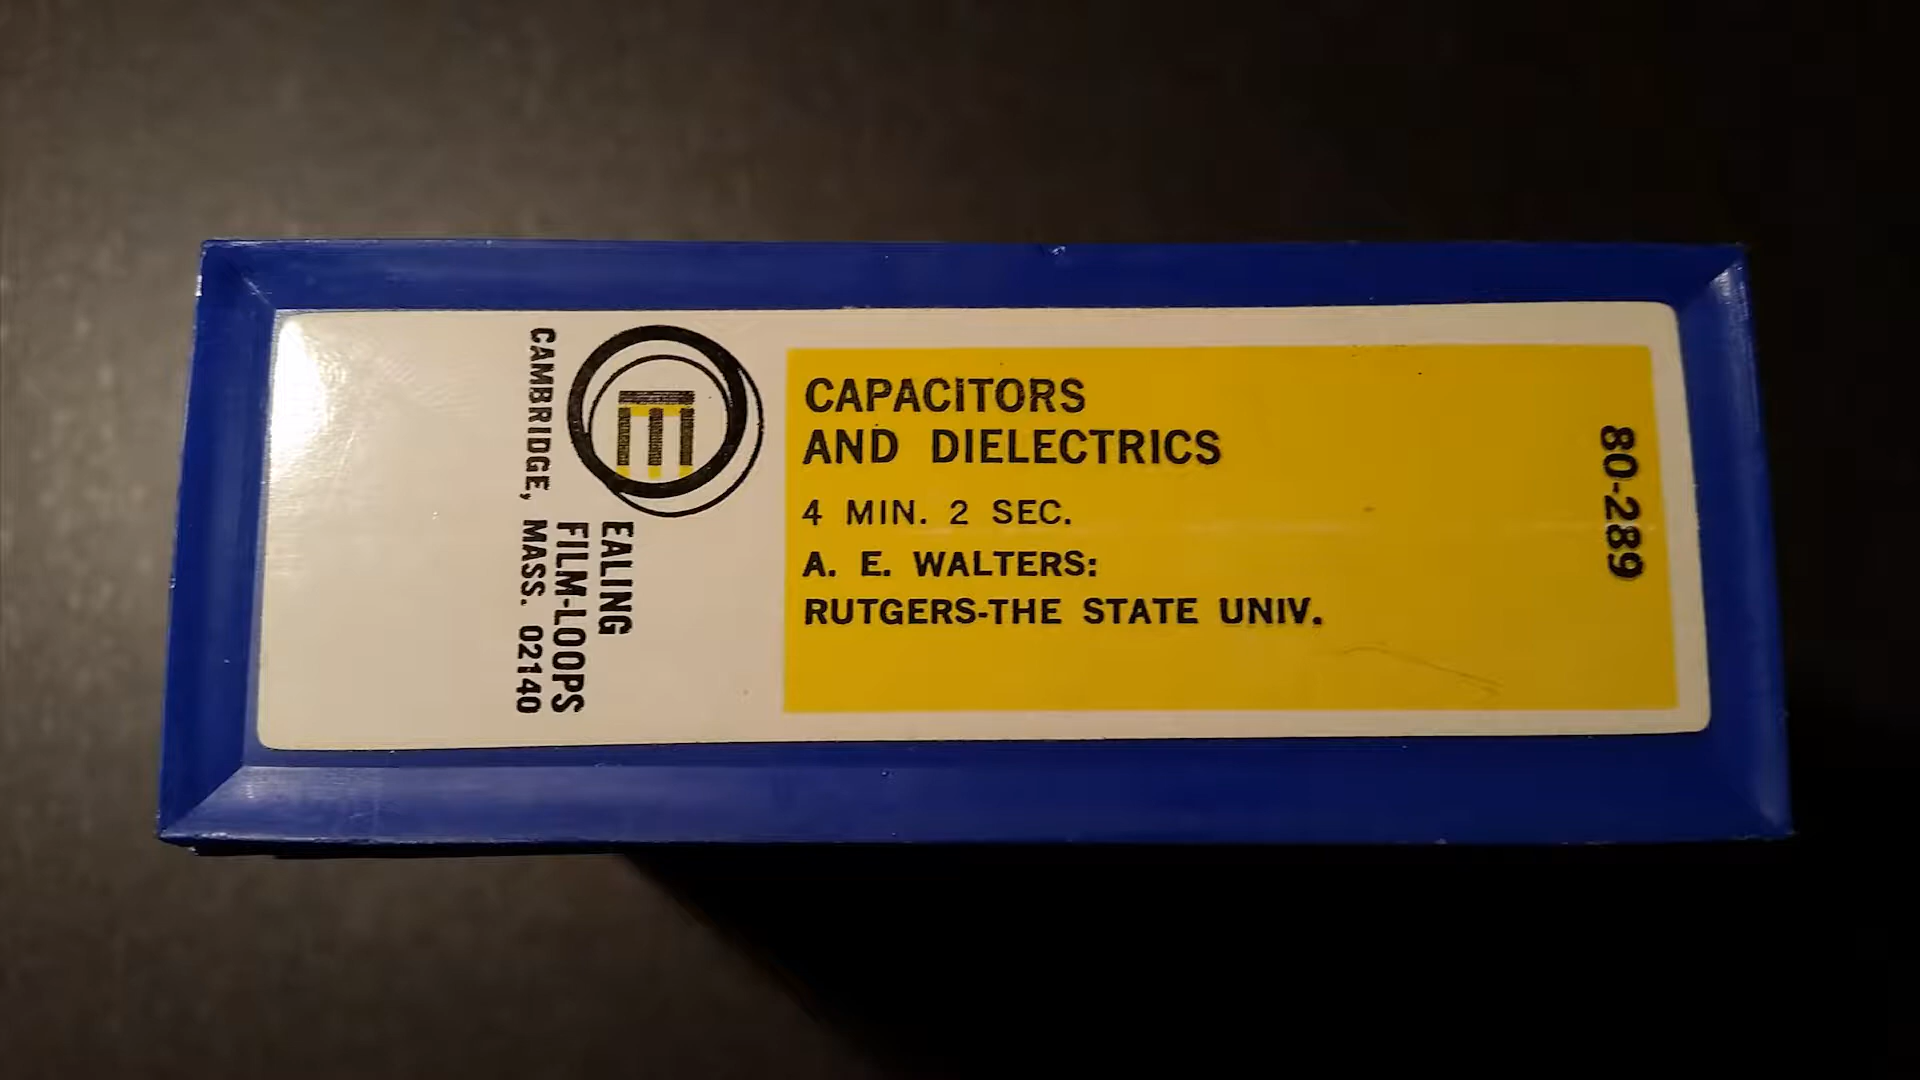 CAPACITORS
AND DIELECTRICS
4 MIN. 2 SEC.
A. E. WALTERS:
RUTGERS-THE STATE UNIV.
80-289
E
EALING
FILM-LOOPS
CAMBRIDGE, MASS. 02140